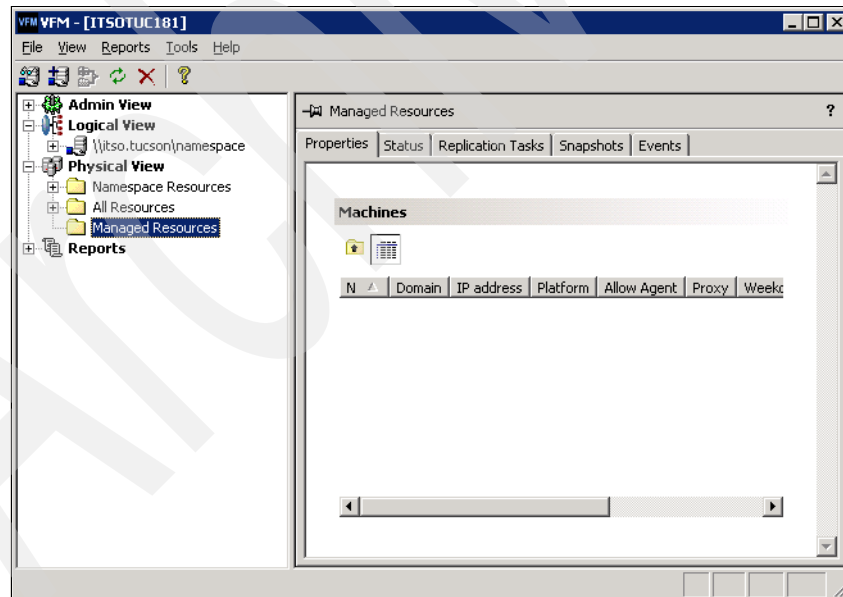 VFM VFM - [ITSOTUC181]
File View Reports Tools Help
Admin View
Logical View
\\itso.tucson\namespace
Physical View
Namespace Resources
All Resources
Managed Resources
Reports
Managed Resources ?
Properties Status Replication Tasks Snapshots Events
Machines
N Domain IP address Platform Allow Agent Proxy